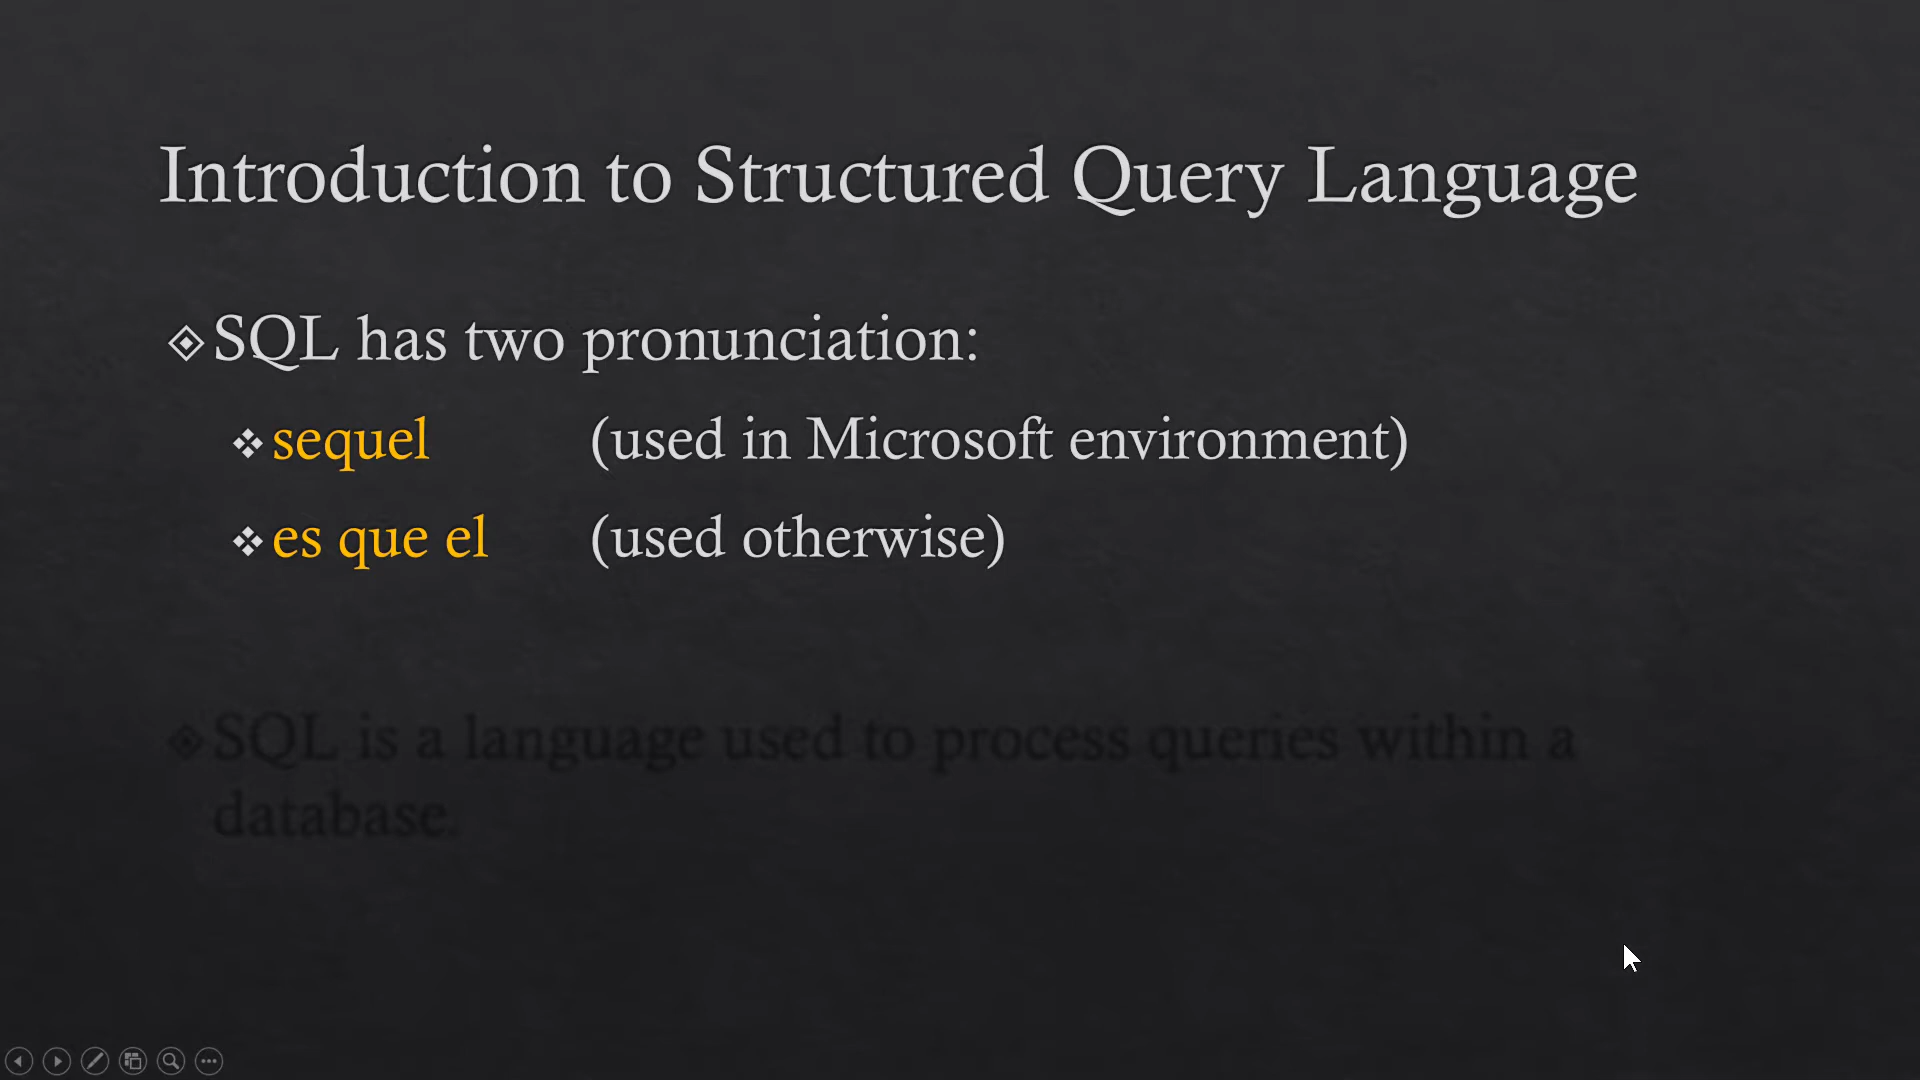 Introduction to Structured Query Language
SQL has two pronunciation:
sequel (used in Microsoft environment)
es que el (used otherwise)
SQL is a language used to process queries within a
database.